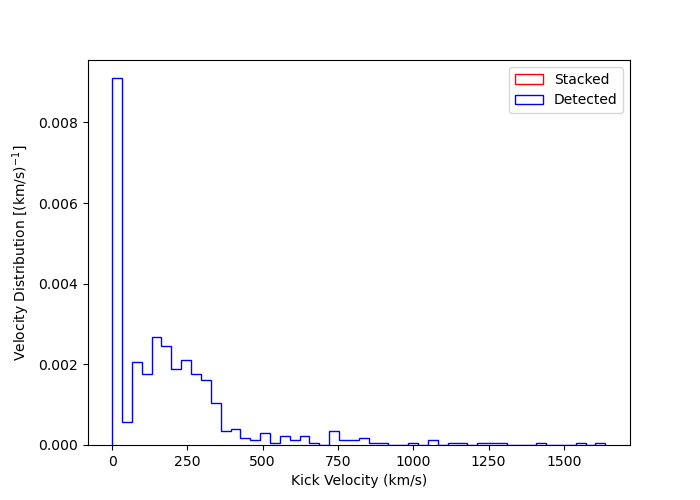 Stacked
Detected
0.008
0.006
0.004
0.002
0.000
Velocity Distribution [(km/s)⁻¹]
0 250 500 750 1000 1250 1500
Kick Velocity (km/s)